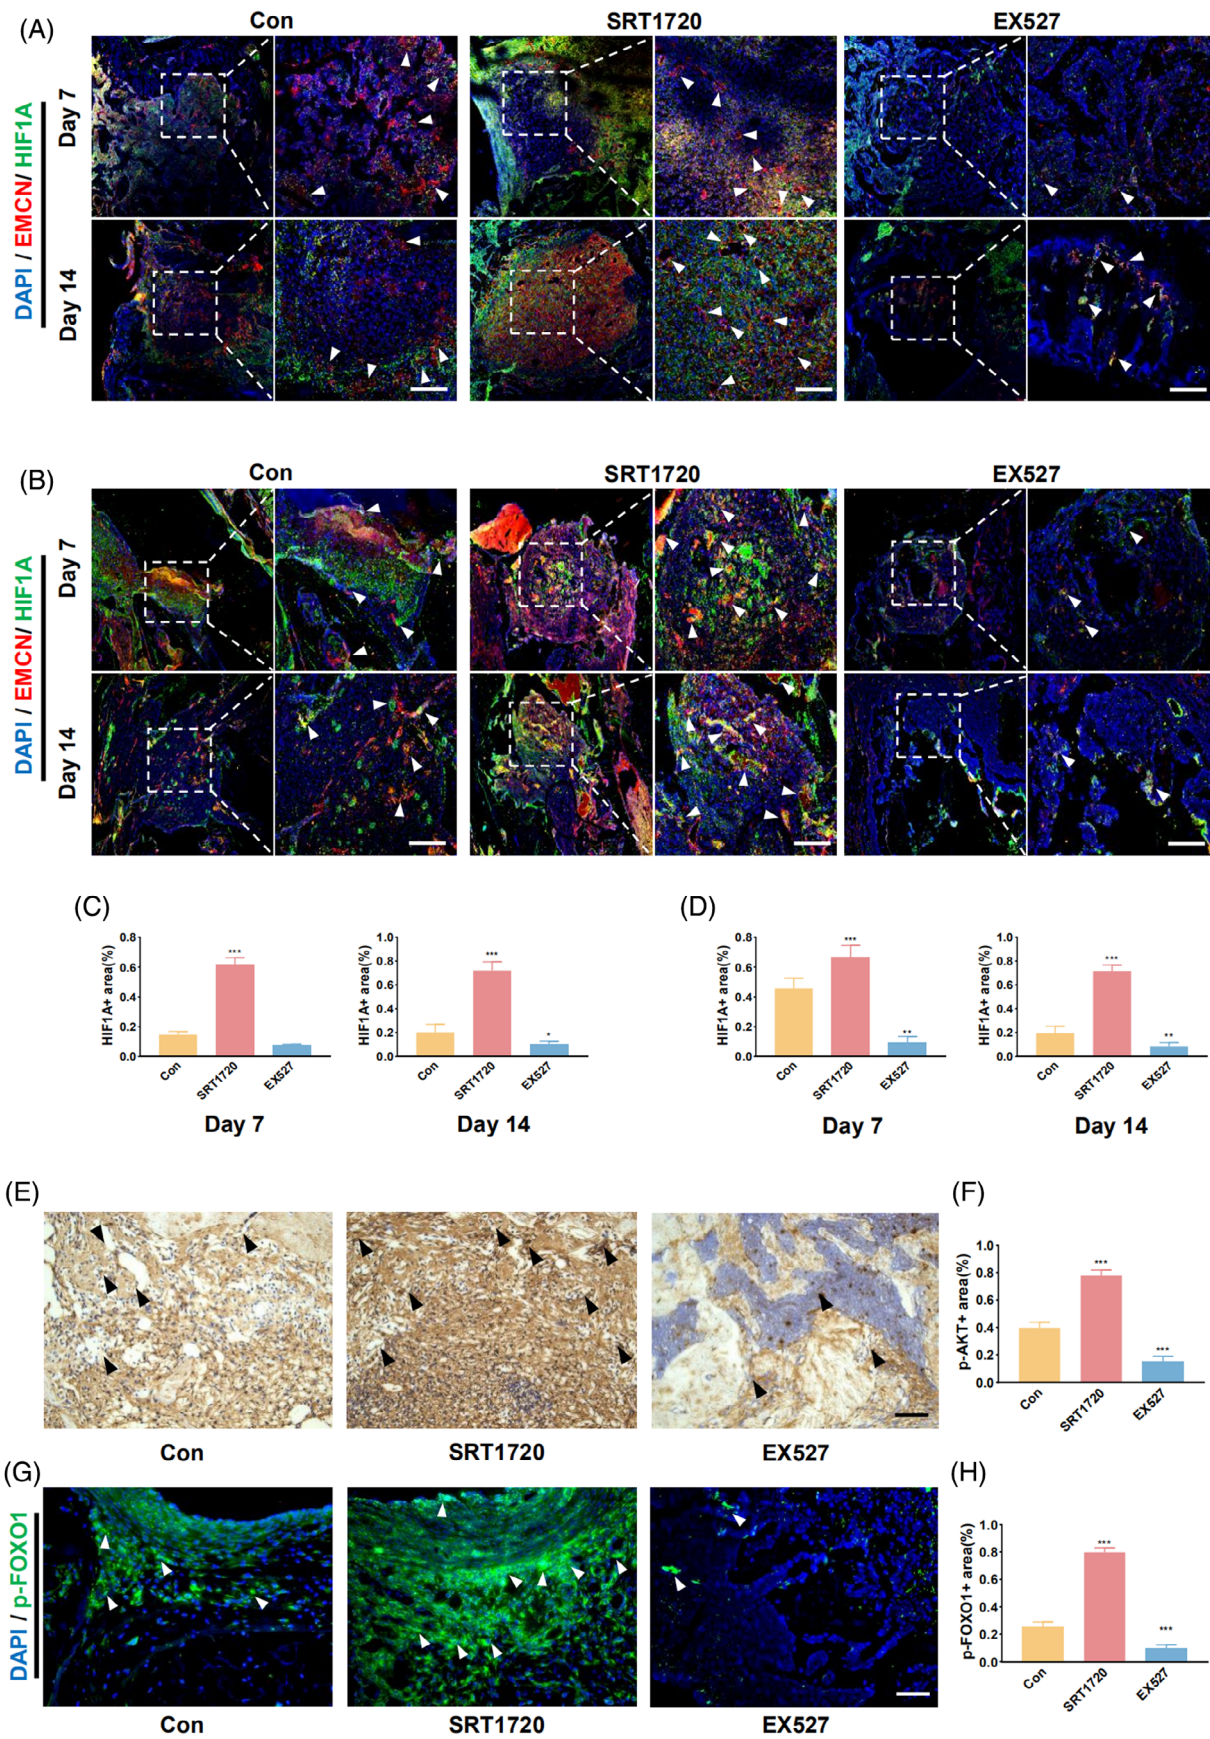 (A)
Con
SRT1720
EX527
DAPI / EMCN/ HIF1A
Day 7
Day 14
(B)
Con
SRT1720
EX527
DAPI / EMCN/ HIF1A
Day 7
Day 14
(C)
HIF1A+ area(%)
0.8
0.6
0.4
0.2
0.0
***
Con
SRT1720
EX527
Day 7
HIF1A+ area(%)
1.0
0.8
0.6
0.4
0.2
0.0
***
*
Con
SRT1720
EX527
Day 14
(D)
HIF1A+ area(%)
0.8
0.6
0.4
0.2
0.0
***
**
Con
SRT1720
EX527
Day 7
HIF1A+ area(%)
1.0
0.8
0.6
0.4
0.2
0.0
***
**
Con
SRT1720
EX527
Day 14
(E)
Con
SRT1720
EX527
(F)
p-AKT+ area(%)
1.0
0.8
0.6
0.4
0.2
0.0
***
***
Con
SRT1720
EX527
(G)
DAPI / p-FOXO1
Con
SRT1720
EX527
(H)
p-FOXO1+ area(%)
1.0
0.8
0.6
0.4
0.2
0.0
***
***
Con
SRT1720
EX527